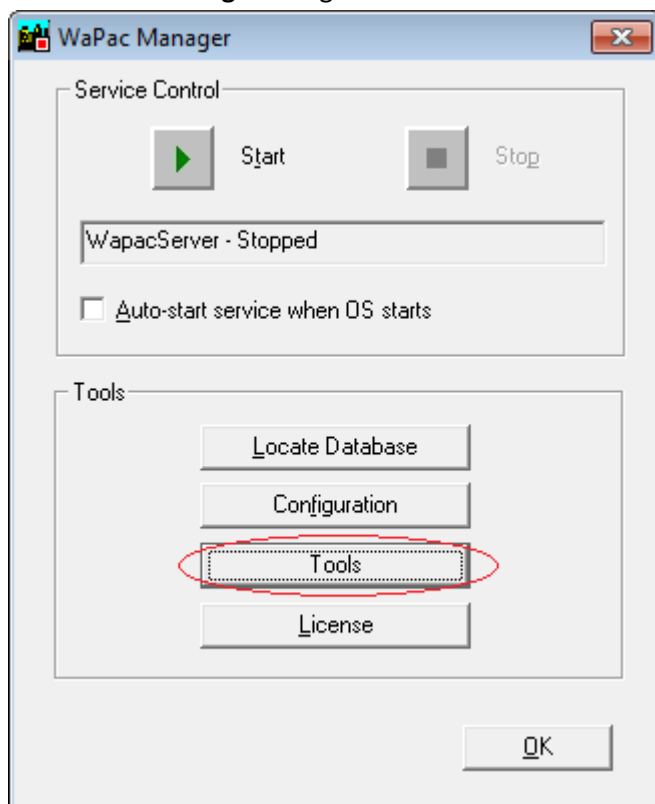 WaPac Manager
Service Control
Start
Stop
WapacServer - Stopped
Auto-start service when OS starts
Tools
Locate Database
Configuration
Tools
License
OK